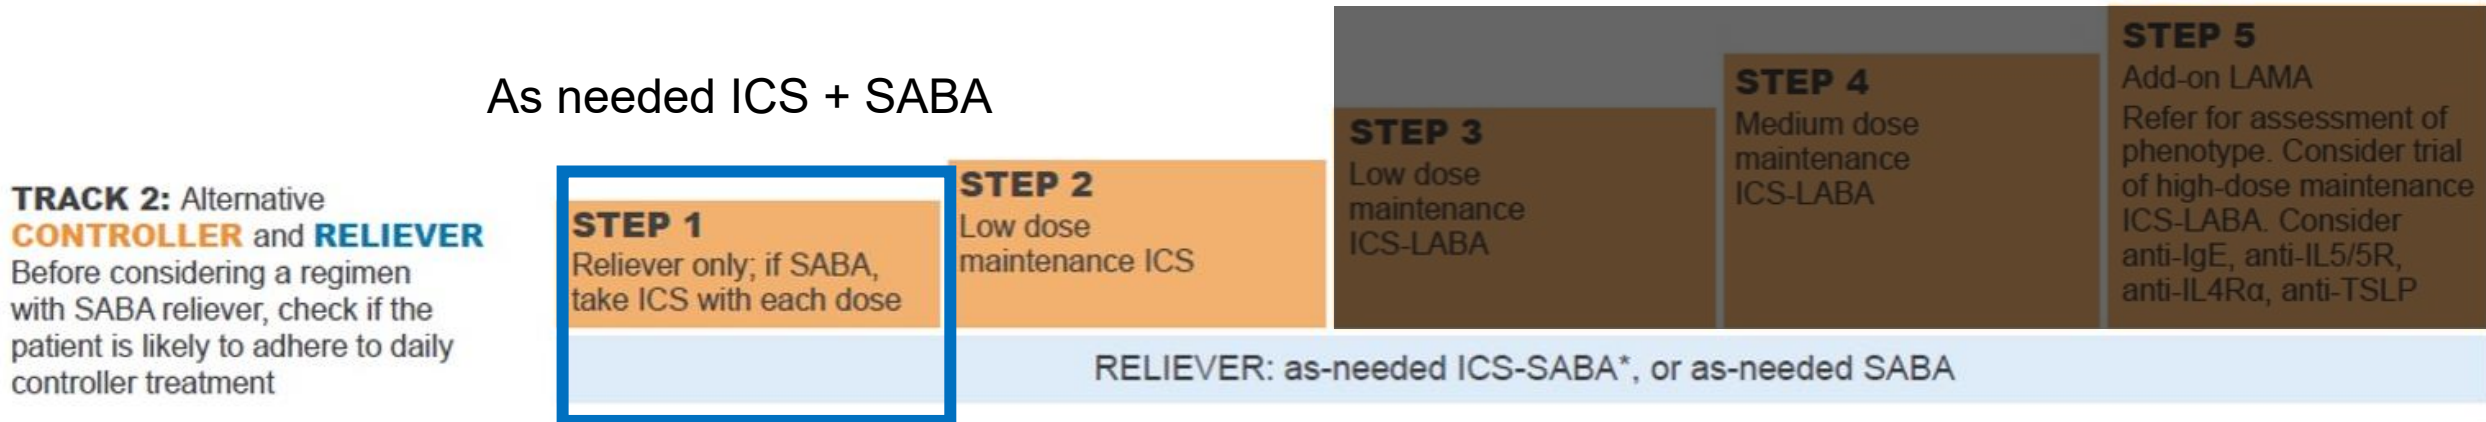 As needed ICS + SABA
TRACK 2: Alternative
CONTROLLER and RELIEVER
Before considering a regimen
with SABA reliever, check if the
patient is likely to adhere to daily
controller treatment
STEP 1
Reliever only; if SABA,
take ICS with each dose
STEP 2
Low dose
maintenance ICS
STEP 3
Low dose
maintenance
ICS-LABA
STEP 4
Medium dose
maintenance
ICS-LABA
STEP 5
Add-on LAMA
Refer for assessment of
phenotype. Consider trial
of high-dose maintenance
ICS-LABA. Consider
anti-IgE, anti-IL5/5R,
anti-IL4Rα, anti-TSLP
RELIEVER: as-needed ICS-SABA*, or as-needed SABA